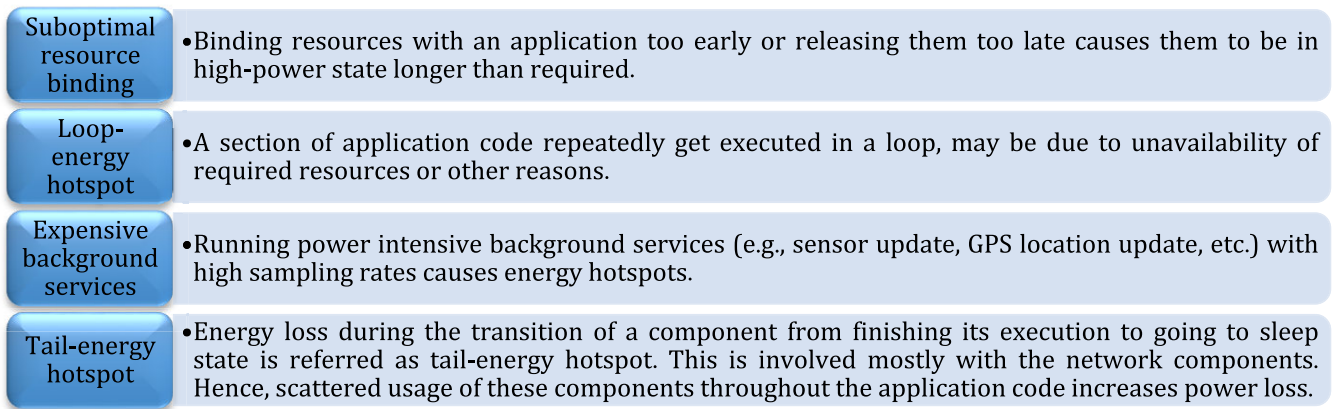 Suboptimal
resource
binding
•Binding resources with an application too early or releasing them too late causes them to be in
high-power state longer than required.
Loop-
energy
hotspot
•A section of application code repeatedly get executed in a loop, may be due to unavailability of
required resources or other reasons.
Expensive
background
services
•Running power intensive background services (e.g., sensor update, GPS location update, etc.) with
high sampling rates causes energy hotspots.
Tail-energy
hotspot
•Energy loss during the transition of a component from finishing its execution to going to sleep
state is referred as tail-energy hotspot. This is involved mostly with the network components.
Hence, scattered usage of these components throughout the application code increases power loss.